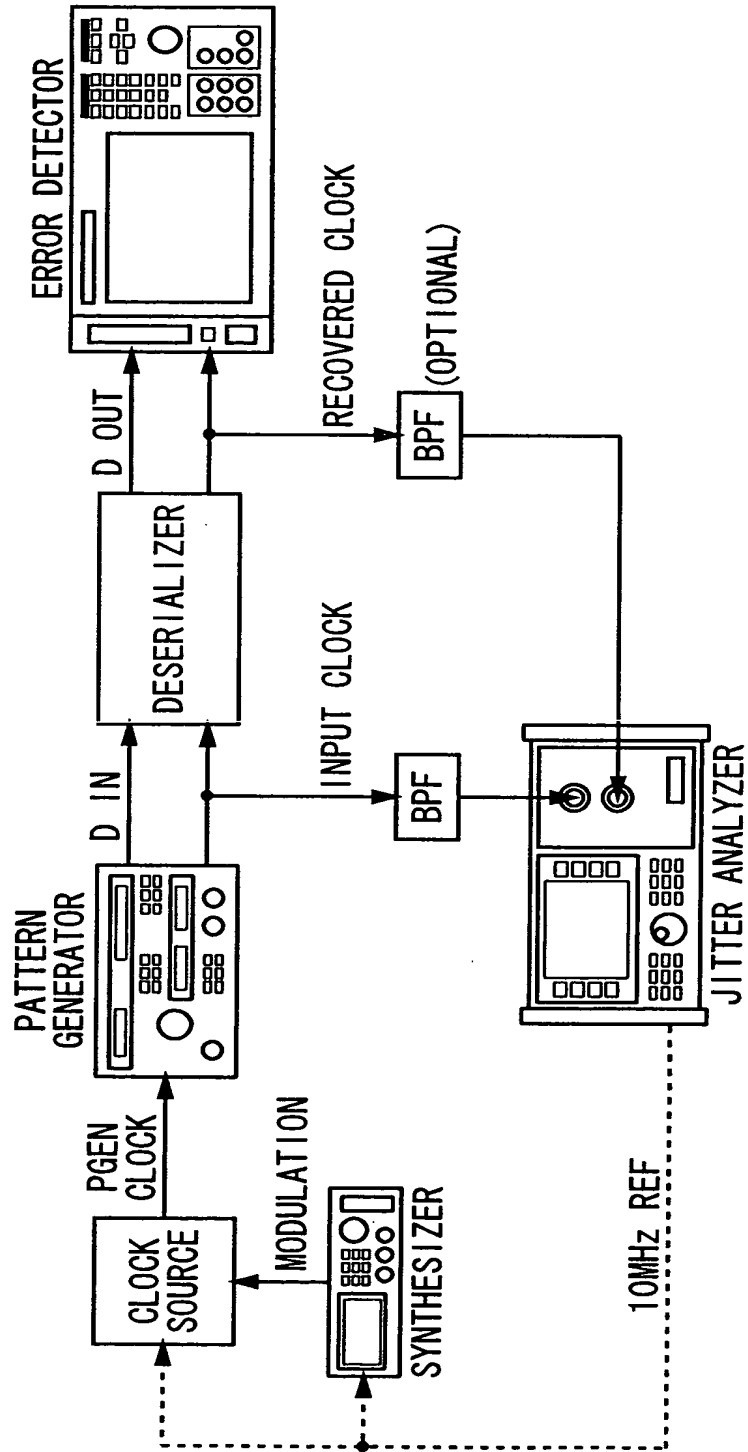 CLOCK
SOURCE
PGEN
CLOCK
PATTERN
GENERATOR
D IN
DESERIALIZER
D OUT
ERROR DETECTOR
MODULATION
SYNTHESIZER
INPUT CLOCK
BPF
RECOVERED CLOCK
BPF
(OPTIONAL)
10MHz REF
JITTER ANALYZER